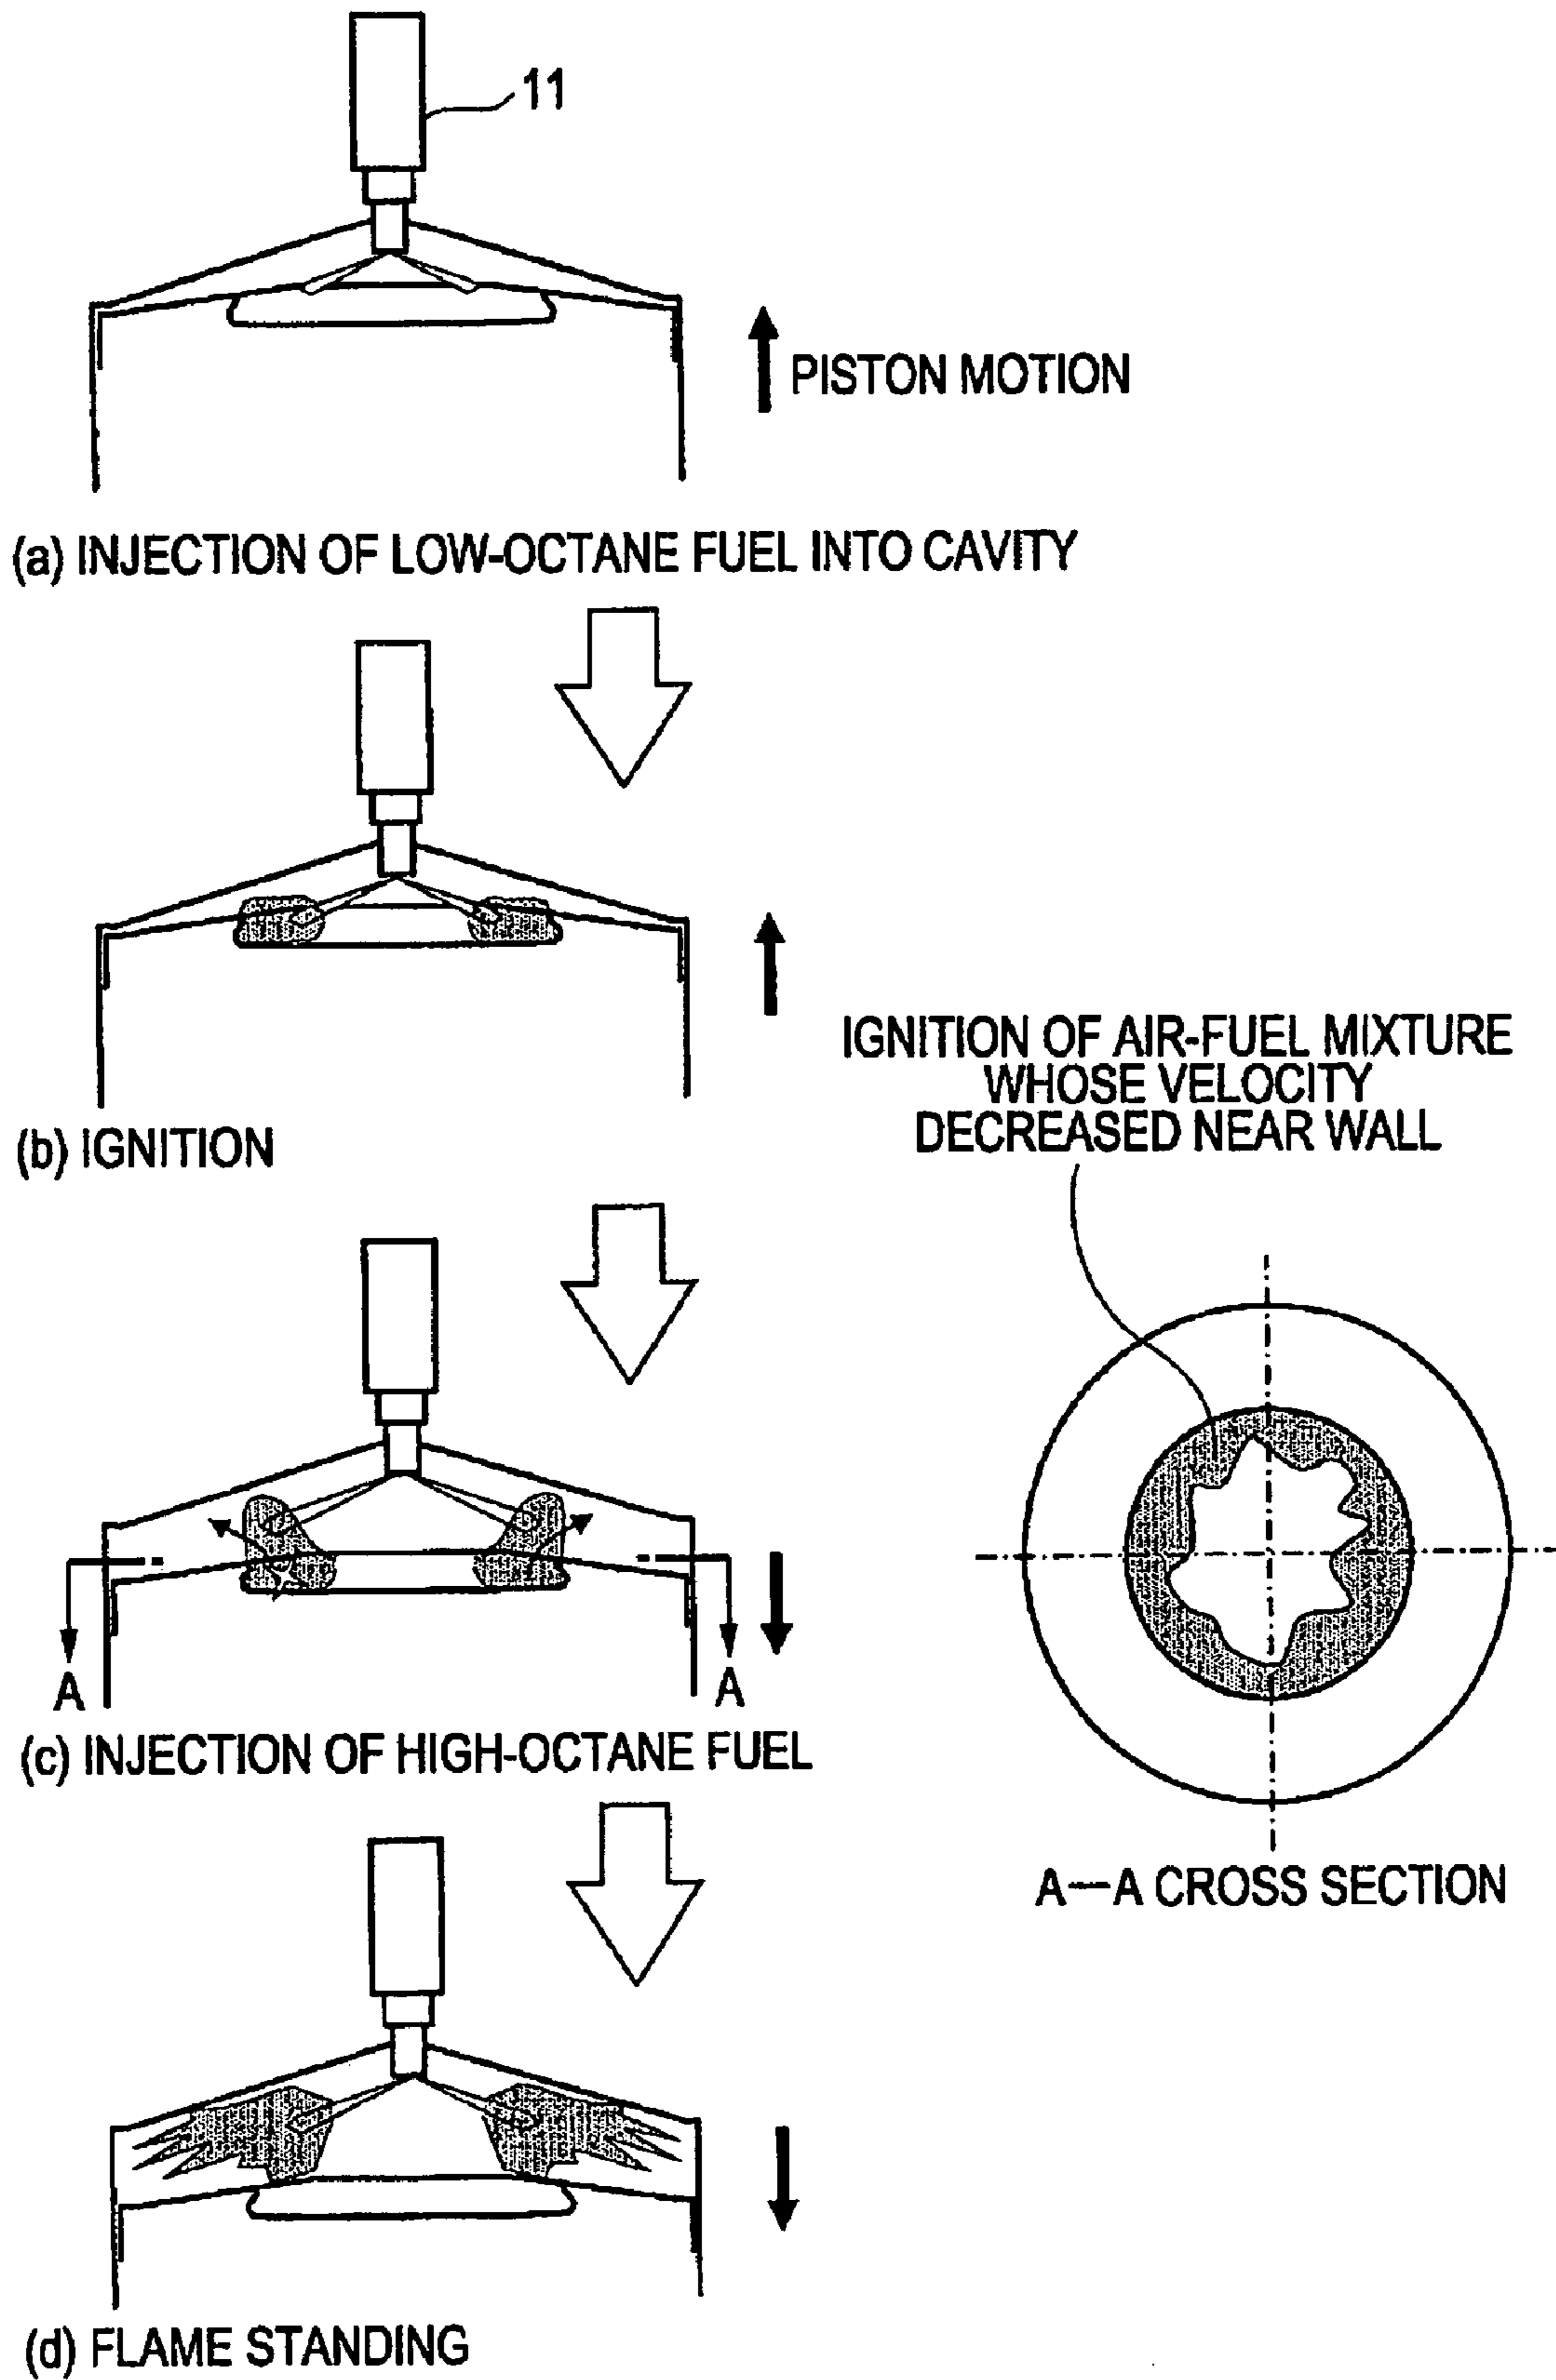 11
PISTON MOTION
(a) INJECTION OF LOW-OCTANE FUEL INTO CAVITY
IGNITION OF AIR-FUEL MIXTURE
WHOSE VELOCITY
DECREASED NEAR WALL
(b) IGNITION
A
A
(c) INJECTION OF HIGH-OCTANE FUEL
A—A CROSS SECTION
(d) FLAME STANDING